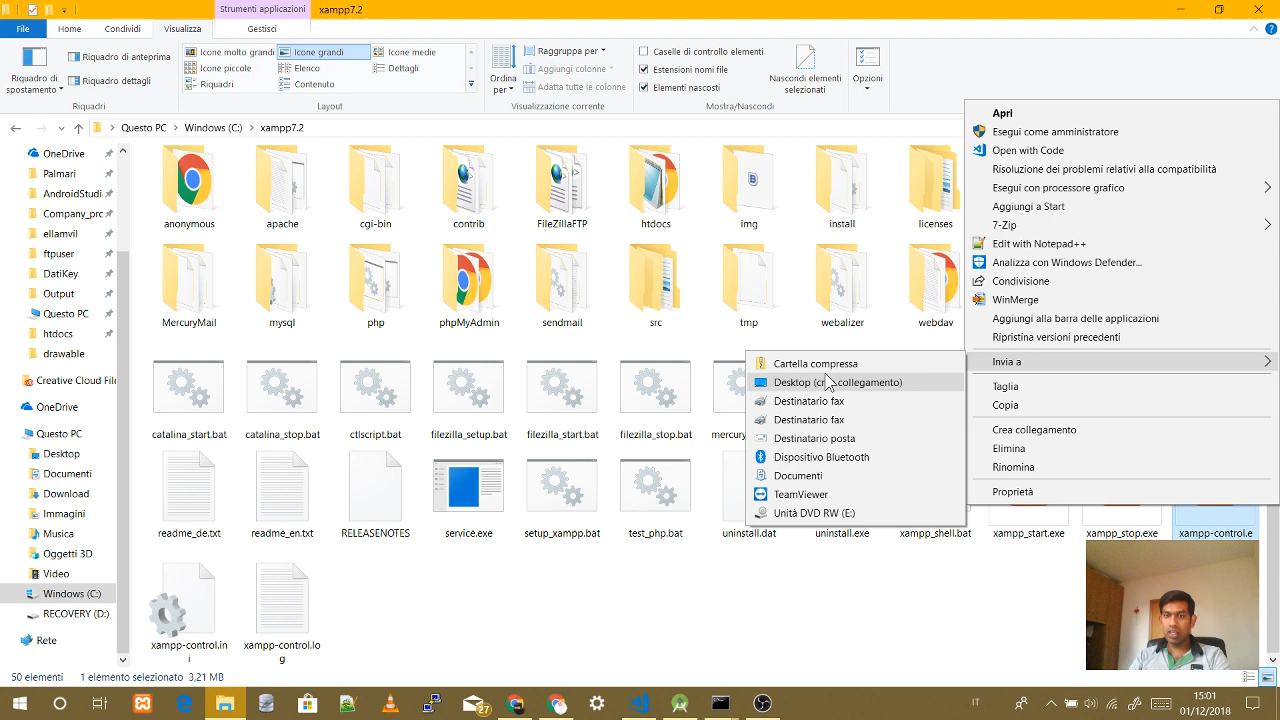 Strumenti applicazioni
xampp7.2
File
Home
Condividi
Visualizza
Gestisci
Riquadro di spostamento
Riquadro di anteprima
Riquadro dettagli
Riquadri
Icone molto grandi
Icone grandi
Icone medie
Icone piccole
Elenco
Dettagli
Riquadri
Contenuto
Layout
Ordina per
Raggruppa per
Aggiungi colonne
Adatta tutte le colonne
Visualizzazione corrente
Caselle di controllo elementi
Estensioni nomi file
Elementi nascosti
Nascondi elementi selezionati
Mostra/Nascondi
Opzioni
Questo PC
Windows (C:)
xampp7.2
OneDrive
Palmari
AndroidStudi
Company_prc
ellamvil
ftpuser
DatiKey
Output
Questo PC
htdocs
drawable
Creative Cloud File
OneDrive
Questo PC
Desktop
Documenti
Download
Immagini
Musica
Oggetti 3D
Video
Windows (C:)
RECOVERY (D:)
Rete
anonymous
apache
cgi-bin
contrib
FileZillaFTP
htdocs
img
install
licenses
MercuryMail
mysql
php
phpMyAdmin
sendmail
src
tmp
webalizer
webdav
catalina_start.bat
catalina_stop.bat
ctlscript.bat
filezilla_setup.bat
filezilla_start.bat
filezilla_stop.bat
mercury
readme_de.txt
readme_en.txt
RELEASENOTES
service.exe
setup_xampp.bat
test_php.bat
uninstall.dat
uninstall.exe
xampp_shell.bat
xampp_start.exe
xampp_stop.exe
xampp-control.e
xampp-control.in
i
xampp-control.lo
g
Apri
Esegui come amministratore
Open with Code
Risoluzione dei problemi relativi alla compatibilità
Esegui con processore grafico
Aggiungi a Start
7-Zip
Edit with Notepad++
Analizza con Windows Defender...
Condivisione
WinMerge
Aggiungi alla barra delle applicazioni
Ripristina versioni precedenti
Invia a
Taglia
Copia
Crea collegamento
Elimina
Rinomina
Proprietà
Cartella compressa
Desktop (crea collegamento)
Destinatario fax
Destinatario fax
Destinatario posta
Dispositivo Bluetooth
Documenti
TeamViewer
Unità DVD RW (E:)
50 elementi
1 elemento selezionato 3,21 MB
27
IT
15:01
01/12/2018